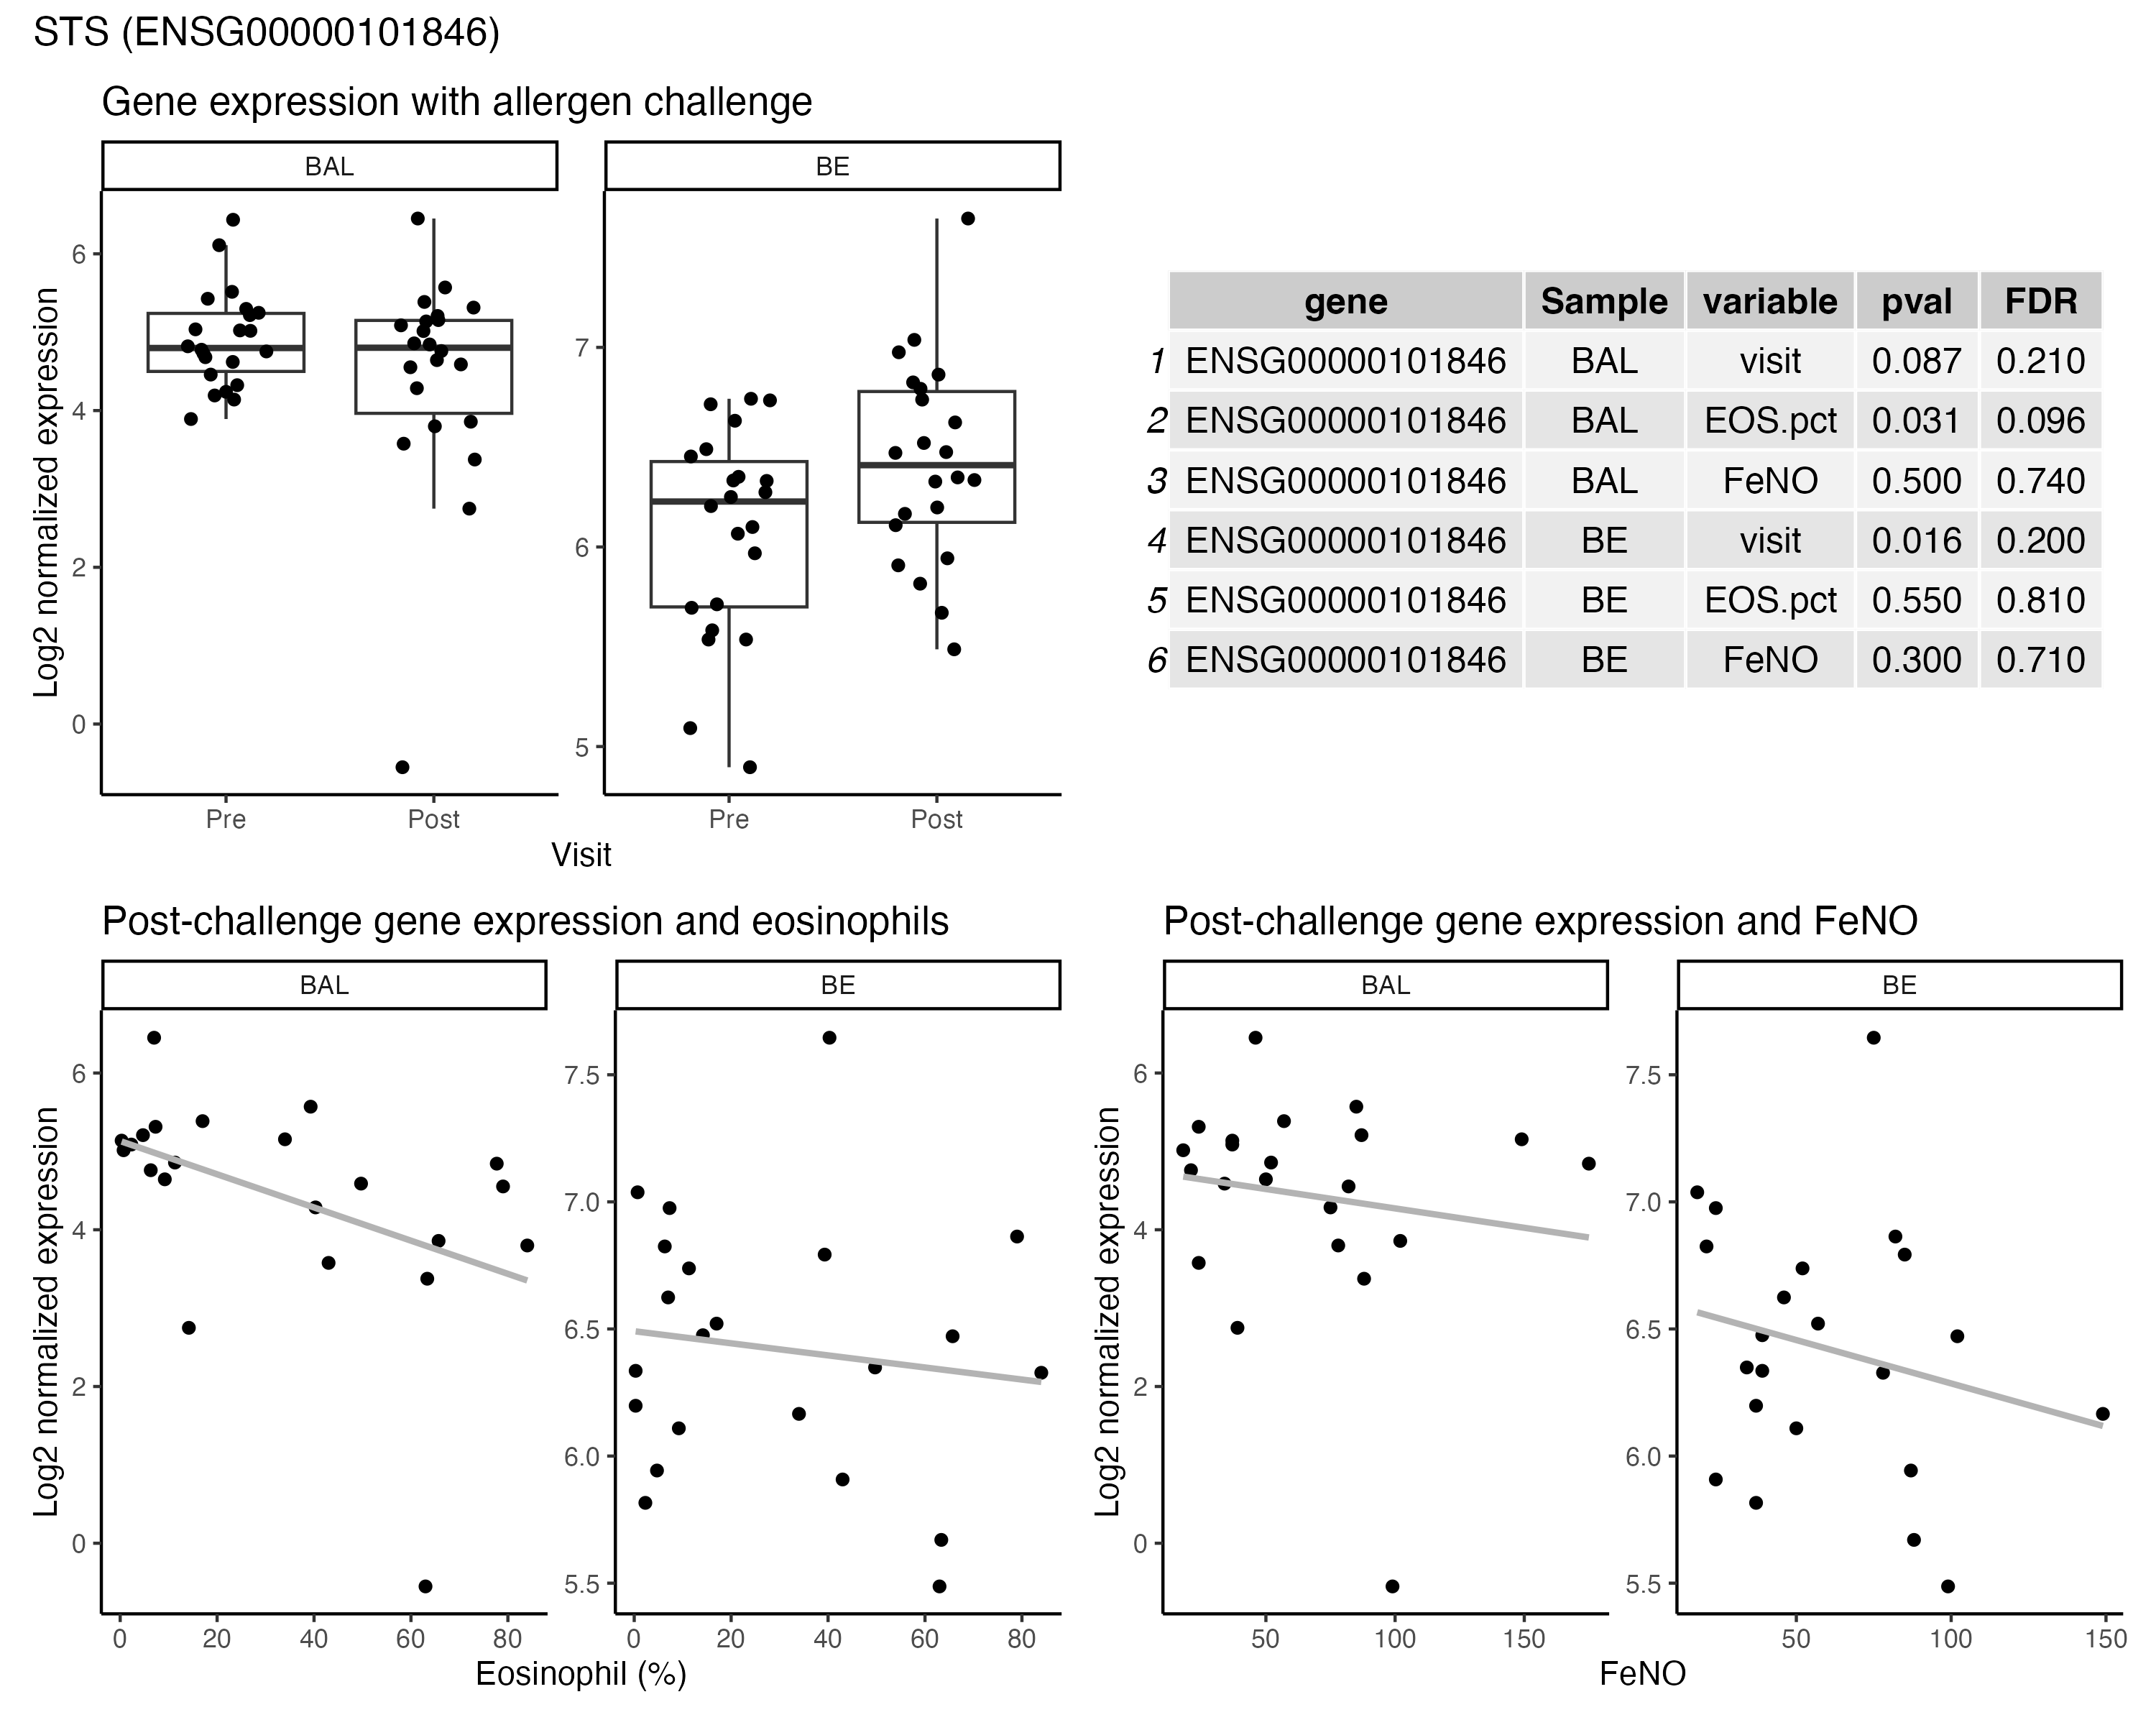 STS (ENSG00000101846)
Gene expression with allergen challenge
BAL
BE
Log2 normalized expression
6
4
2
0
7
6
5
Pre
Post
Pre
Post
Visit
gene Sample variable pval FDR
1 ENSG00000101846 BAL visit 0.087 0.210
2 ENSG00000101846 BAL EOS.pct 0.031 0.096
3 ENSG00000101846 BAL FeNO 0.500 0.740
4 ENSG00000101846 BE visit 0.016 0.200
5 ENSG00000101846 BE EOS.pct 0.550 0.810
6 ENSG00000101846 BE FeNO 0.300 0.710
Post-challenge gene expression and eosinophils
BAL
BE
Log2 normalized expression
6
4
2
0
7.5
7.0
6.5
6.0
5.5
0 20 40 60 80
0 20 40 60 80
Eosinophil (%)
Post-challenge gene expression and FeNO
BAL
BE
Log2 normalized expression
6
4
2
0
7.5
7.0
6.5
6.0
5.5
50 100 150
50 100 150
FeNO